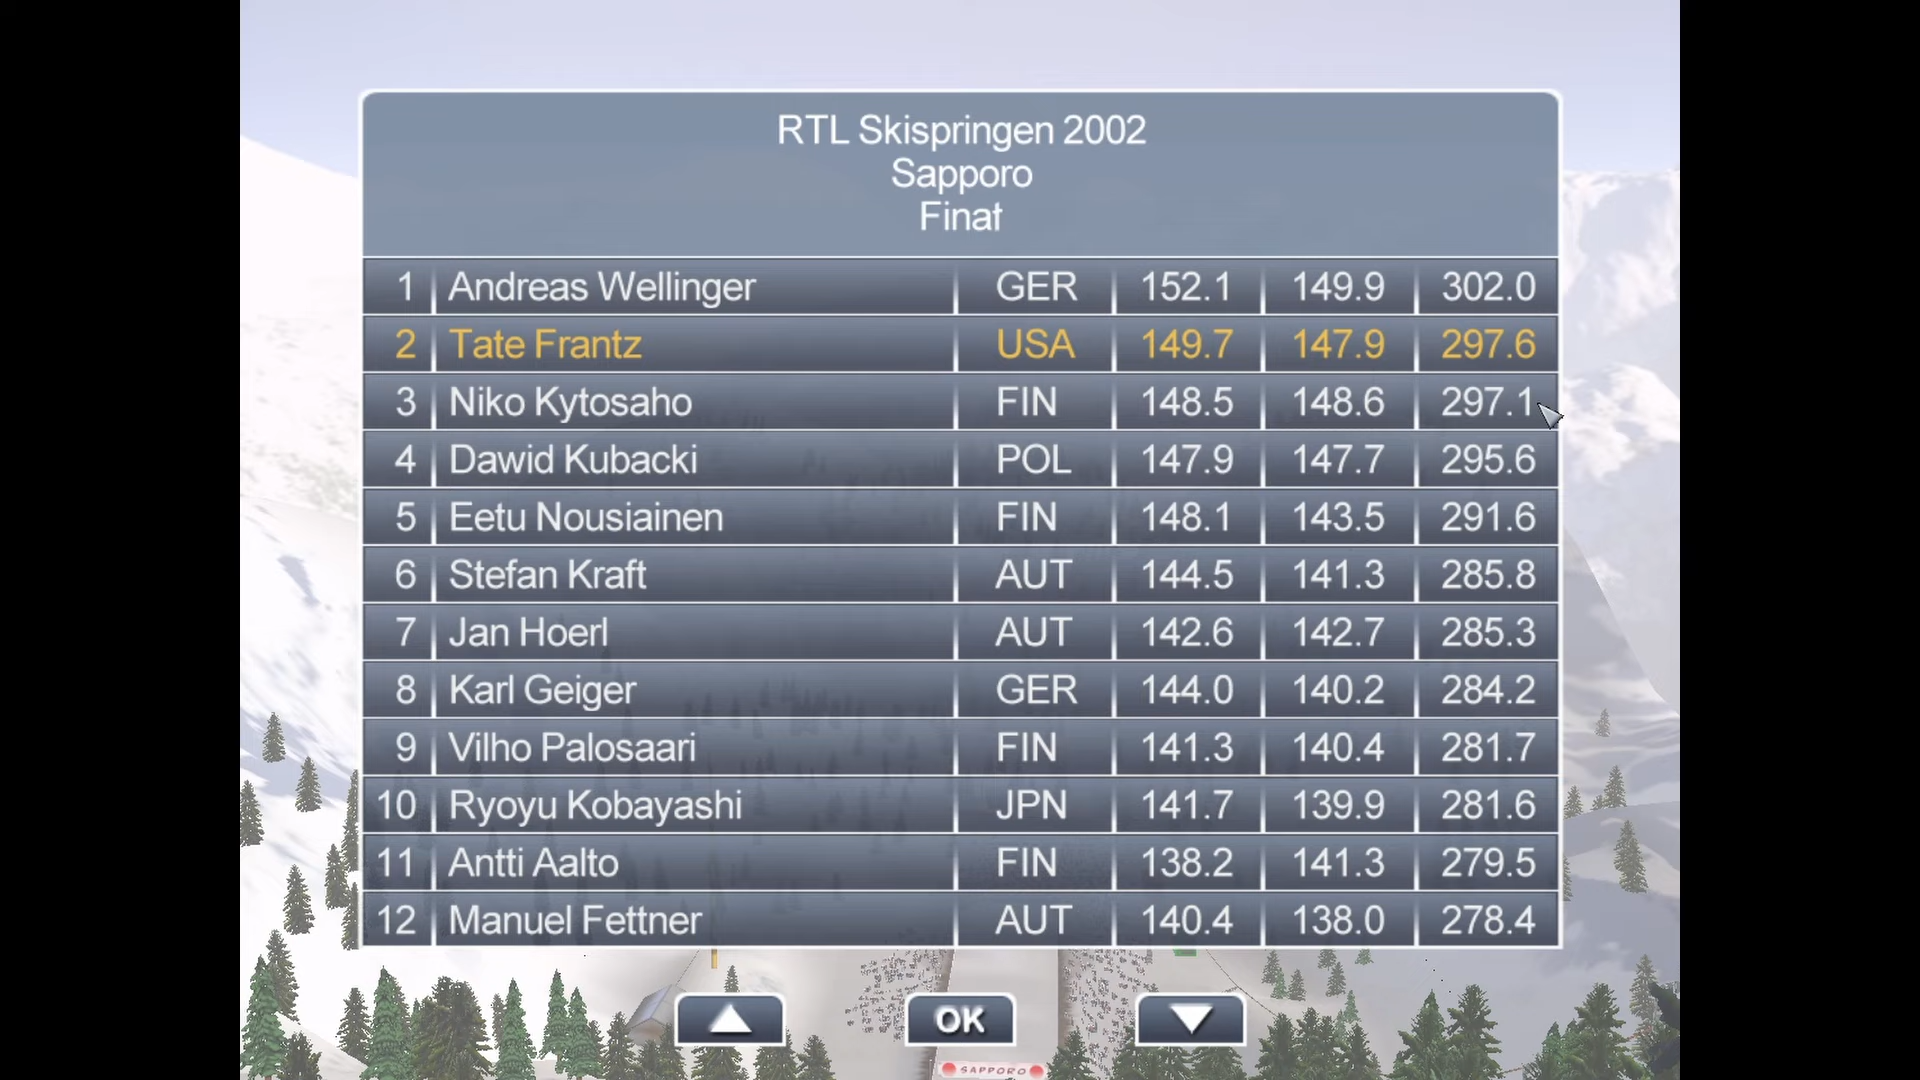 RTL Skispringen 2002
Sapporo
Finał
1 Andreas Wellinger GER 152.1 149.9 302.0
2 Tate Frantz USA 149.7 147.9 297.6
3 Niko Kytosaho FIN 148.5 148.6 297.1
4 Dawid Kubacki POL 147.9 147.7 295.6
5 Eetu Nousiainen FIN 148.1 143.5 291.6
6 Stefan Kraft AUT 144.5 141.3 285.8
7 Jan Hoerl AUT 142.6 142.7 285.3
8 Karl Geiger GER 144.0 140.2 284.2
9 Vilho Palosaari FIN 141.3 140.4 281.7
10 Ryoyu Kobayashi JPN 141.7 139.9 281.6
11 Antti Aalto FIN 138.2 141.3 279.5
12 Manuel Fettner AUT 140.4 138.0 278.4
OK
SAPPORO